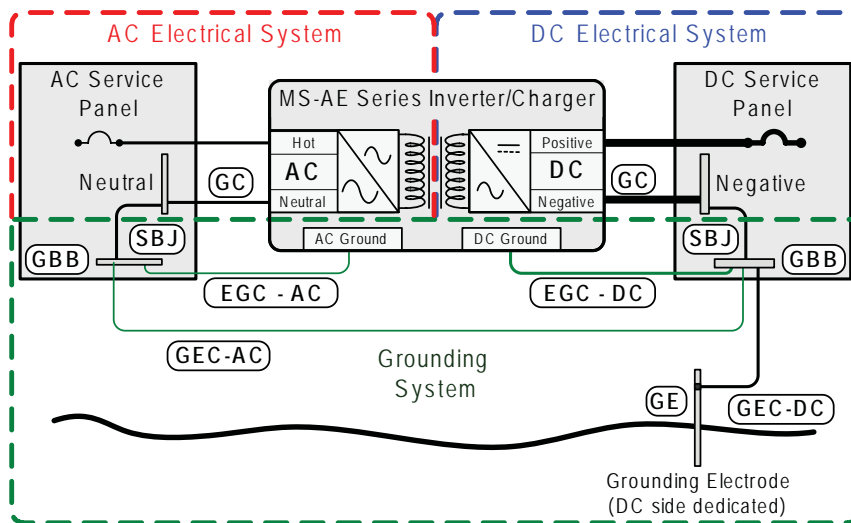 AC Electrical System
DC Electrical System
AC Service
Panel
MS-AE Series Inverter/Charger
DC Service
Panel
Hot
AC
Neutral
Positive
DC
Negative
Neutral
GC
GC
Negative
SBJ
AC Ground
DC Ground
SBJ
GBB
GBB
EGC - AC
EGC - DC
GEC-AC
Grounding
System
GE
GEC-DC
Grounding Electrode
(DC side dedicated)